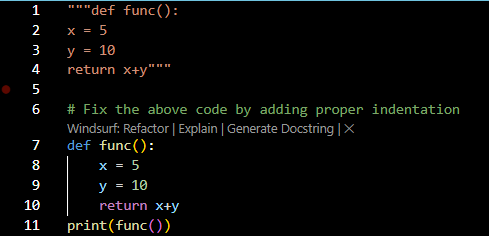 1 """def func():
2 x = 5
3 y = 10
4 return x+y"""
5
6 # Fix the above code by adding proper indentation
Windsurf: Refactor | Explain | Generate Docstring | ×
7 def func():
8     x = 5
9     y = 10
10     return x+y
11 print(func())